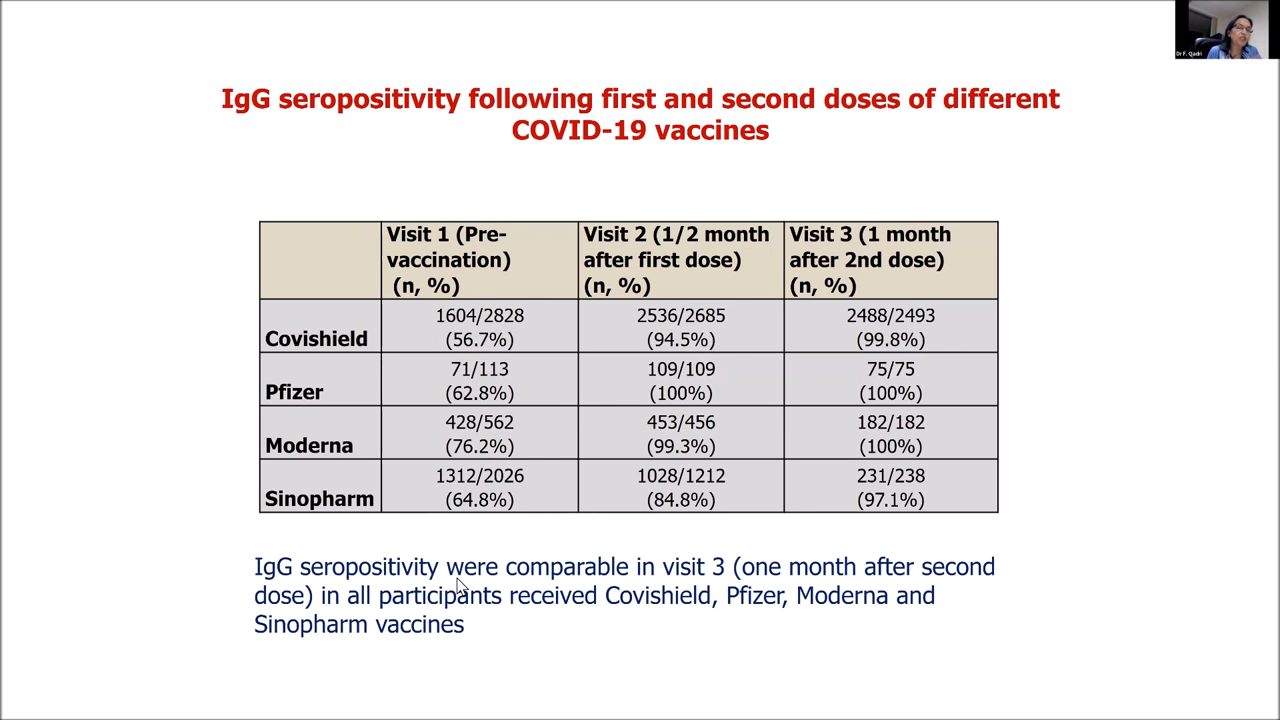 Dr F. Qadri
IgG seropositivity following first and second doses of different
COVID-19 vaccines
Visit 1 (Pre-
vaccination)
(n, %)
Visit 2 (1/2 month
after first dose)
(n, %)
Visit 3 (1 month
after 2nd dose)
(n, %)
Covishield
1604/2828
(56.7%)
2536/2685
(94.5%)
2488/2493
(99.8%)
Pfizer
71/113
(62.8%)
109/109
(100%)
75/75
(100%)
Moderna
428/562
(76.2%)
453/456
(99.3%)
182/182
(100%)
Sinopharm
1312/2026
(64.8%)
1028/1212
(84.8%)
231/238
(97.1%)
IgG seropositivity were comparable in visit 3 (one month after second
dose) in all participants received Covishield, Pfizer, Moderna and
Sinopharm vaccines